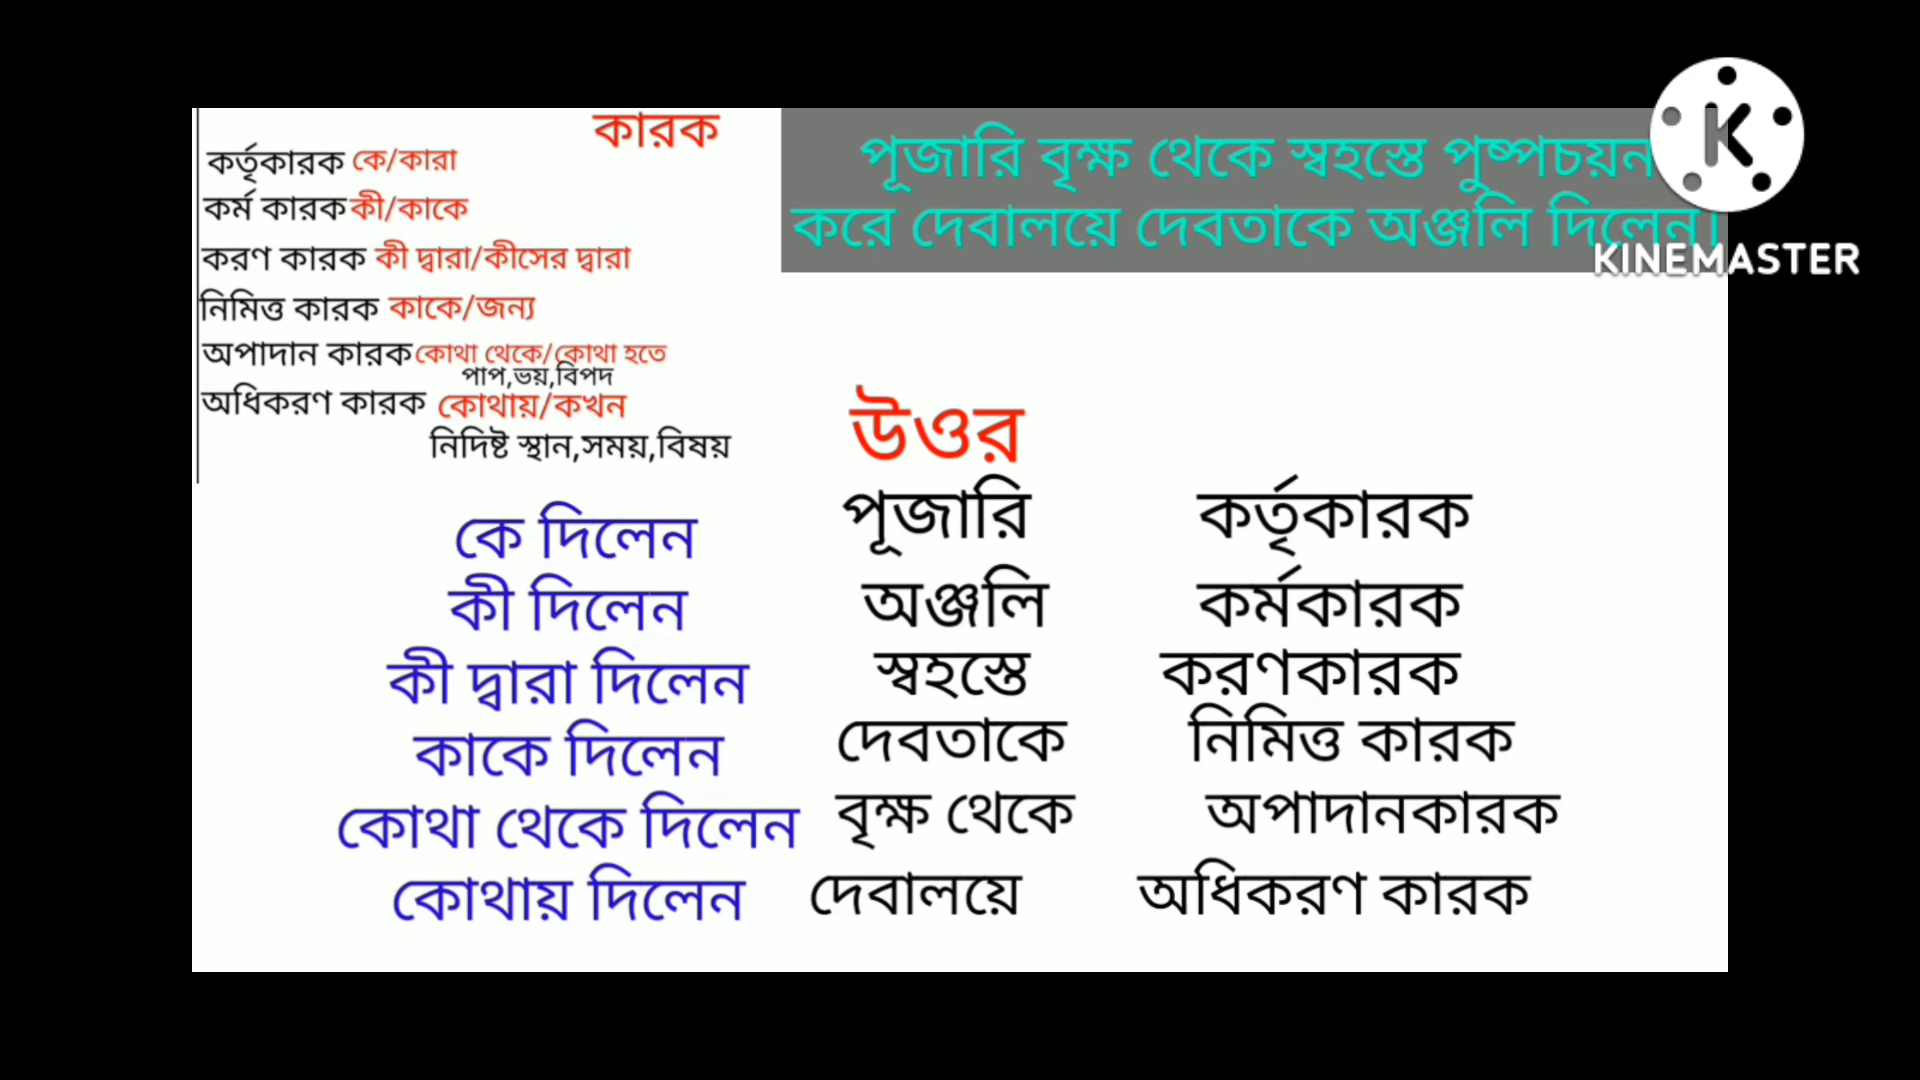 কারক
কর্তৃকারক কে/কারা
কর্ম কারক কী/কাকে
করণ কারক কী দ্বারা/কীসের দ্বারা
নিমিত্ত কারক কাকে/জন্য
অপাদান কারক কোথা থেকে/কোথা হতে
পাপ,ভয়,বিপদ
অধিকরণ কারক কোথায়/কখন
নিদিষ্ট স্থান,সময়,বিষয়
পূজারি বৃক্ষ থেকে স্বহস্তে পুষ্পচয়ন
করে দেবালয়ে দেবতাকে অঞ্জলি দিলেন।
KINEMASTER
উওর
কে দিলেন পূজারি কর্তৃকারক
কী দিলেন অঞ্জলি কর্মকারক
কী দ্বারা দিলেন স্বহস্তে করণকারক
কাকে দিলেন দেবতাকে নিমিত্ত কারক
কোথা থেকে দিলেন বৃক্ষ থেকে অপাদানকারক
কোথায় দিলেন দেবালয়ে অধিকরণ কারক